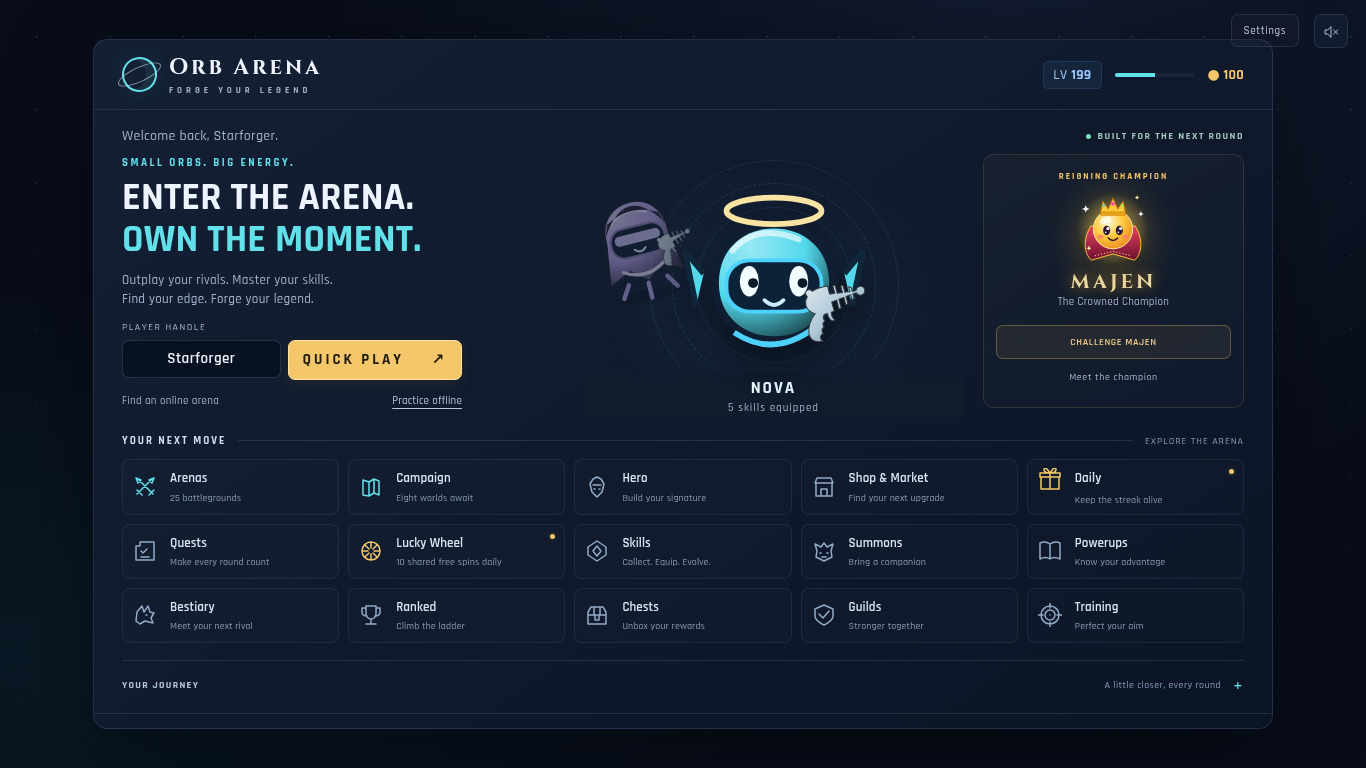 Settings
ORB ARENA
FORGE YOUR LEGEND
LV 199
100
Welcome back, Starforger.
BUILT FOR THE NEXT ROUND
SMALL ORBS. BIG ENERGY.
ENTER THE ARENA.
OWN THE MOMENT.
Outplay your rivals. Master your skills.
Find your edge. Forge your legend.
PLAYER HANDLE
Starforger
QUICK PLAY ↗
Find an online arena
Practice offline
NOVA
5 skills equipped
REIGNING CHAMPION
MAJEN
The Crowned Champion
CHALLENGE MAJEN
Meet the champion
YOUR NEXT MOVE
EXPLORE THE ARENA
Arenas
25 battlegrounds
Campaign
Eight worlds await
Hero
Build your signature
Shop & Market
Find your next upgrade
Daily
Keep the streak alive
Quests
Make every round count
Lucky Wheel
10 shared free spins daily
Skills
Collect. Equip. Evolve.
Summons
Bring a companion
Powerups
Know your advantage
Bestiary
Meet your next rival
Ranked
Climb the ladder
Chests
Unbox your rewards
Guilds
Stronger together
Training
Perfect your aim
YOUR JOURNEY
A little closer, every round +